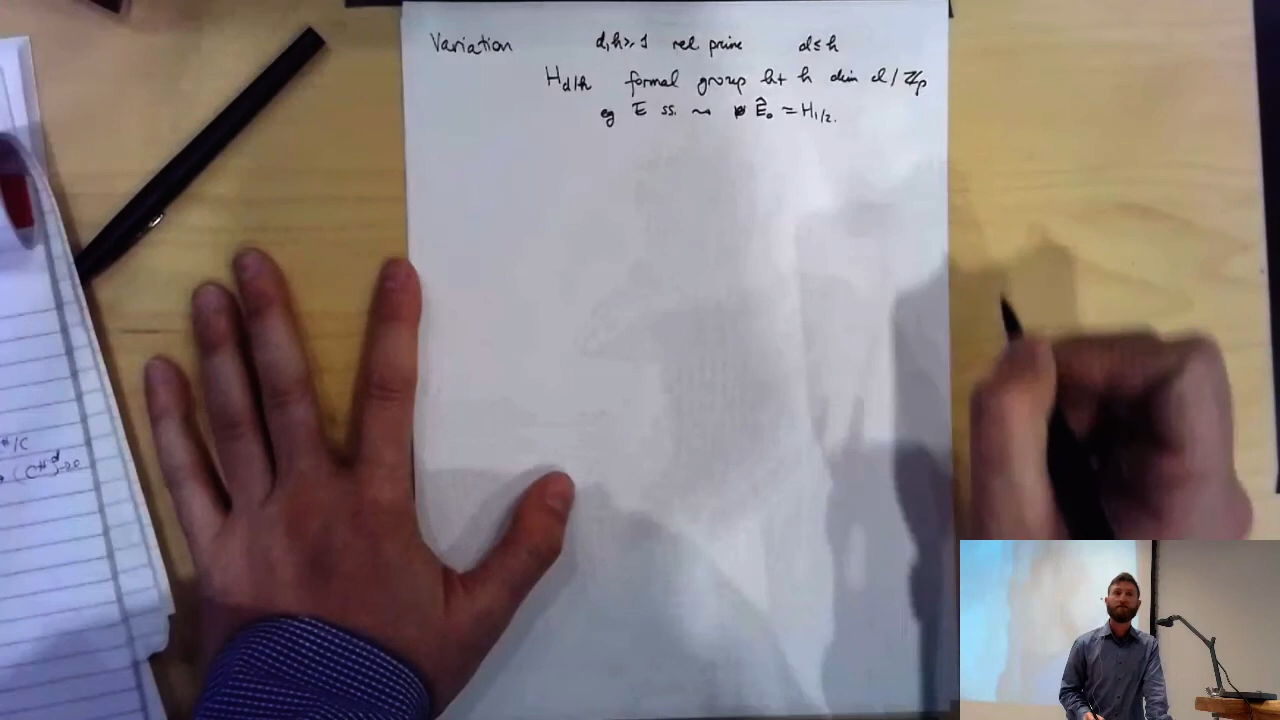 Variation d, h ≥ 1 rel prime d ≤ h
H_{d/h} formal group ht h dim d / Z_p
eg E ss. ⇝ Ê_0 = H_{1/2}.